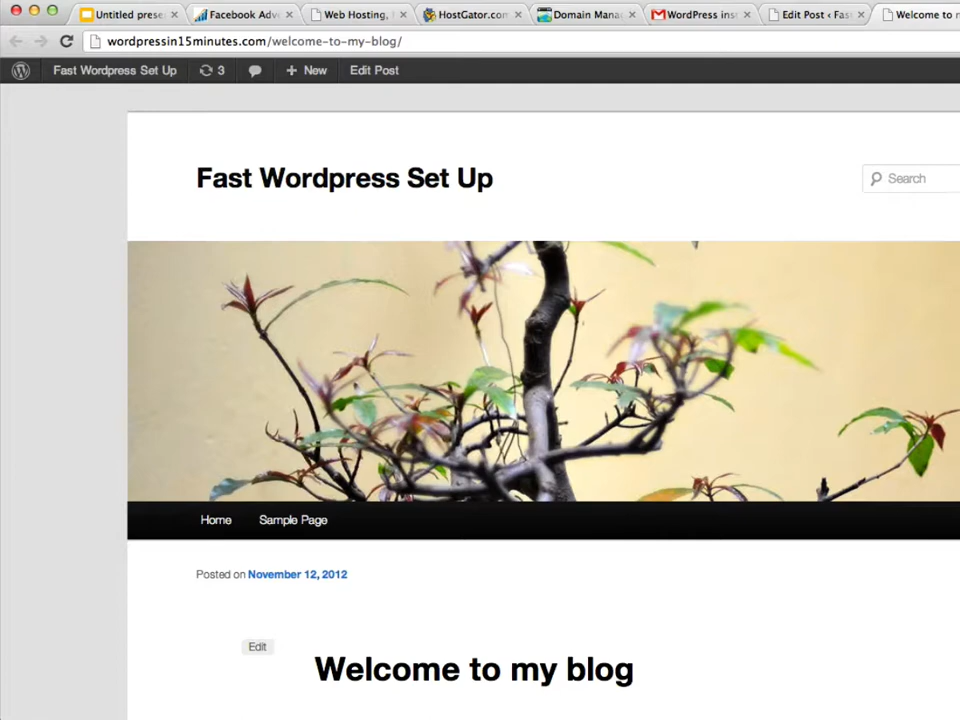 Untitled prese
Facebook Adv
Web Hosting,
HostGator.com
Domain Mana
WordPress ins
Edit Post ‹ Fas
Welcome to m
wordpressin15minutes.com/welcome-to-my-blog/
Fast Wordpress Set Up
3
+ New
Edit Post
Fast Wordpress Set Up
Search
Home
Sample Page
Posted on November 12, 2012
Edit
Welcome to my blog